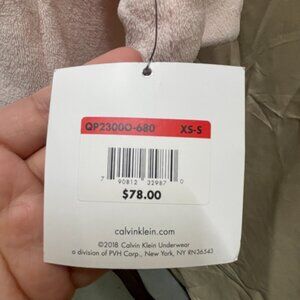 QP2300O-680 XS-S
7 90812 32987 0
$78.00
calvinklein.com
©2018 Calvin Klein Underwear
a division of PVH Corp., New York, NY RN36543